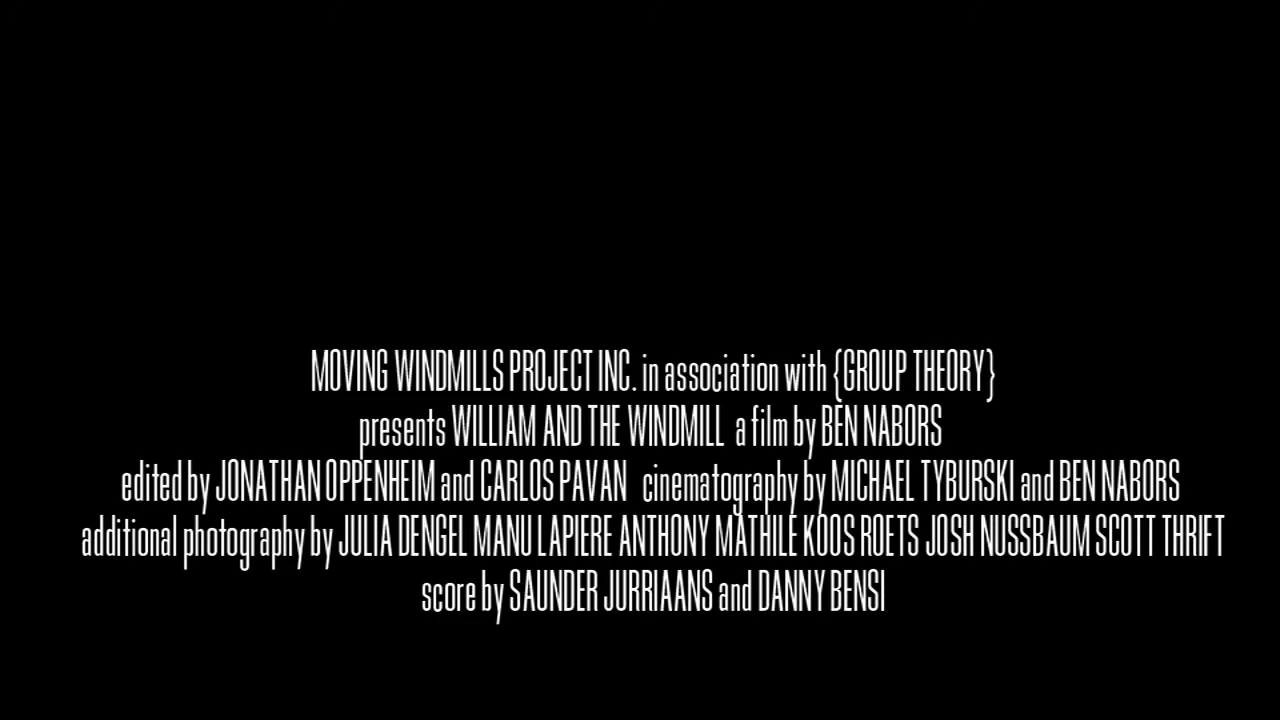 MOVING WINDMILLS PROJECT INC. in association with {GROUP THEORY}
presents WILLIAM AND THE WINDMILL a film by BEN NABORS
edited by JONATHAN OPPENHEIM and CARLOS PAVAN cinematography by MICHAEL TYBURSKI and BEN NABORS
additional photography by JULIA DENGEL MANU LAPIERE ANTHONY MATHILE KOOS ROETS JOSH NUSSBAUM SCOTT THRIFT
score by SAUNDER JURRIAANS and DANNY BENSI